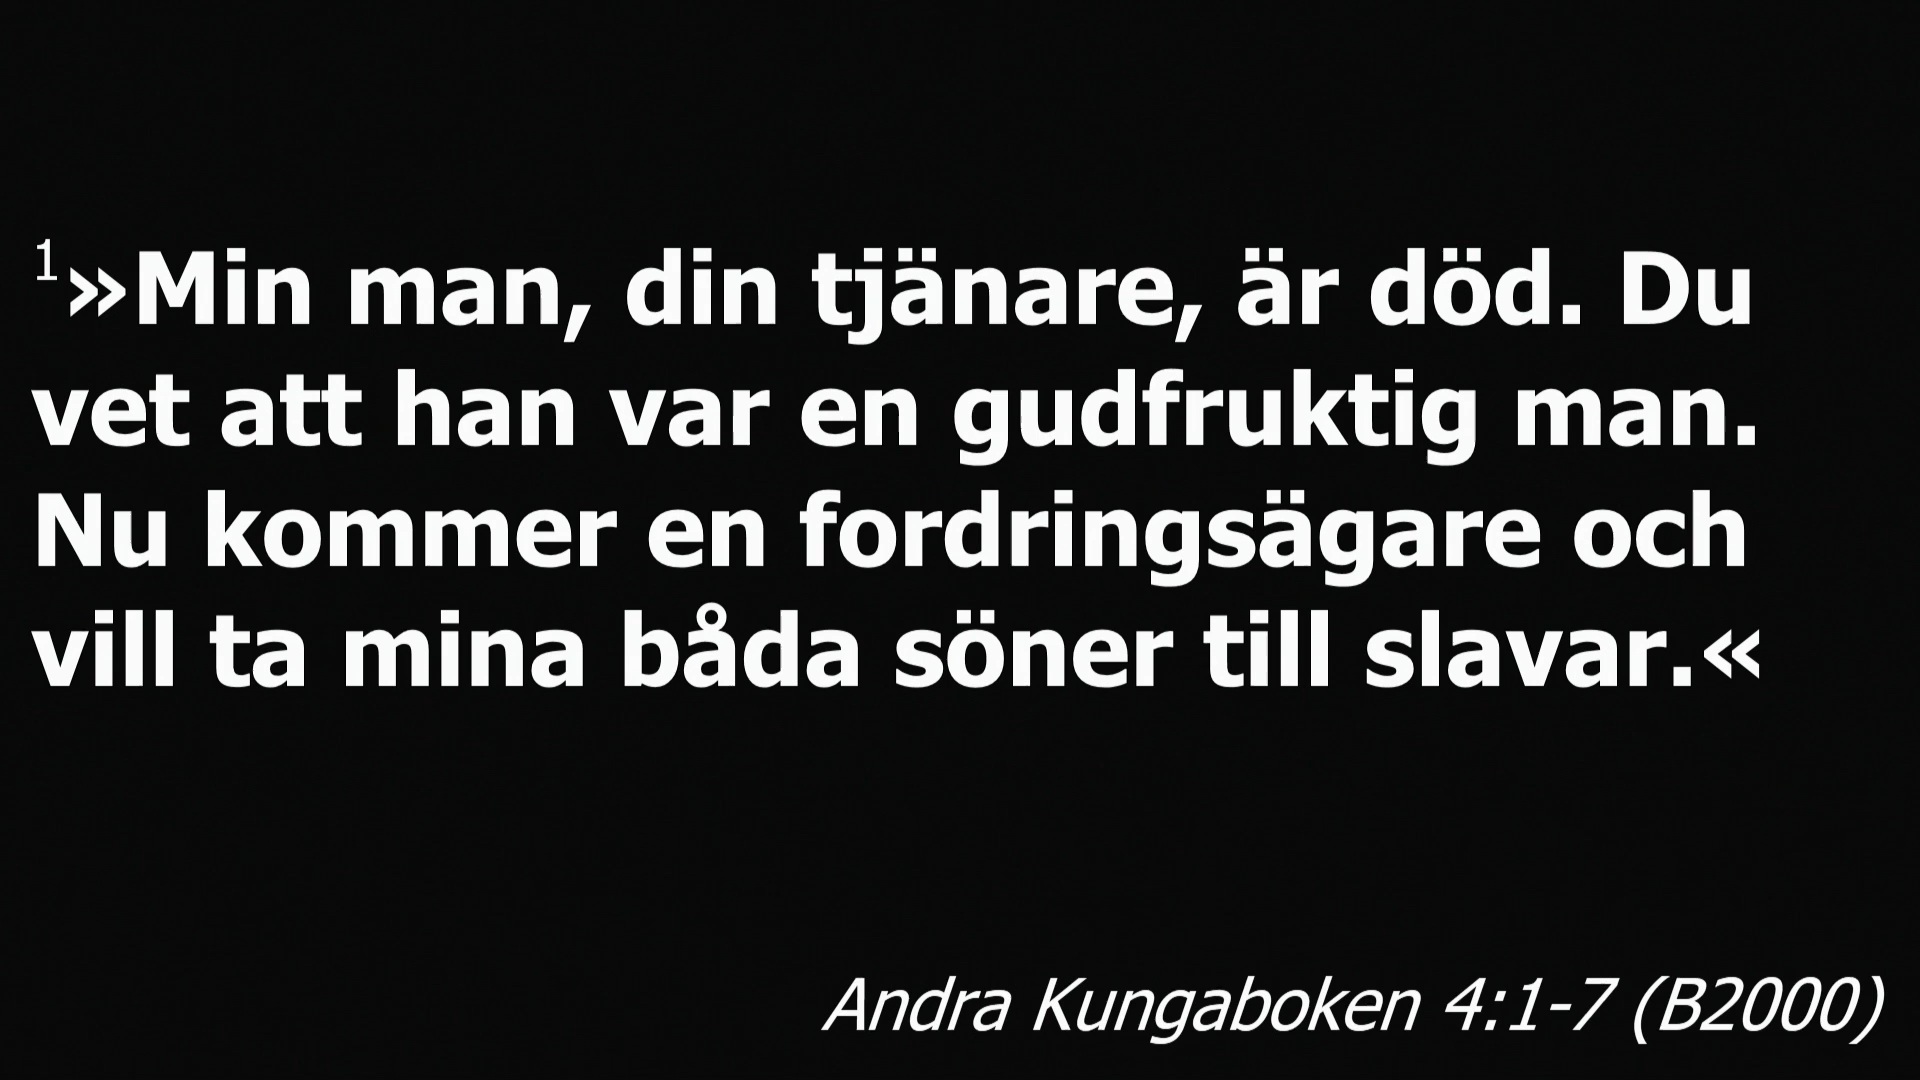 1»Min man, din tjänare, är död. Du
vet att han var en gudfruktig man.
Nu kommer en fordringsägare och
vill ta mina båda söner till slavar.«
Andra Kungaboken 4:1-7 (B2000)